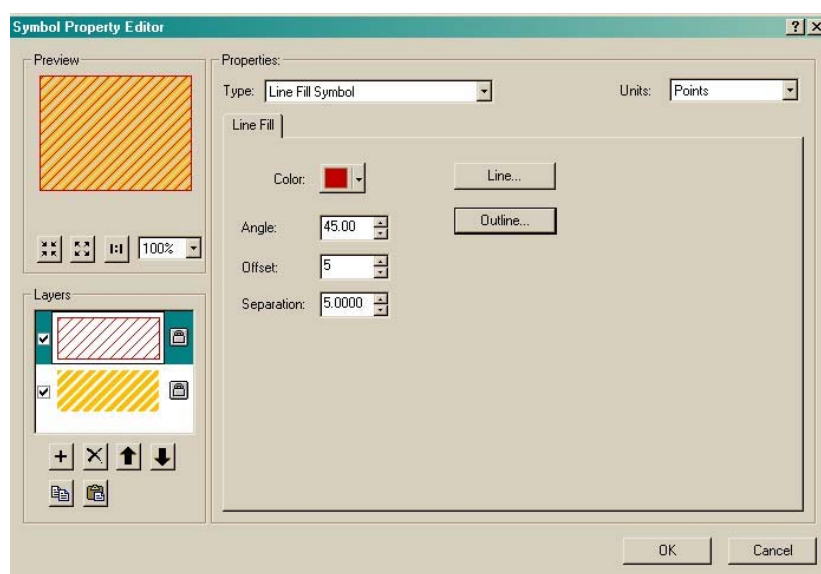 Symbol Property Editor
Preview
Properties:
Type: Line Fill Symbol
Units: Points
Line Fill
Color:
Line...
Angle: 45.00
Outline...
1:1 100%
Offset: 5
Layers
Separation: 5.0000
OK
Cancel